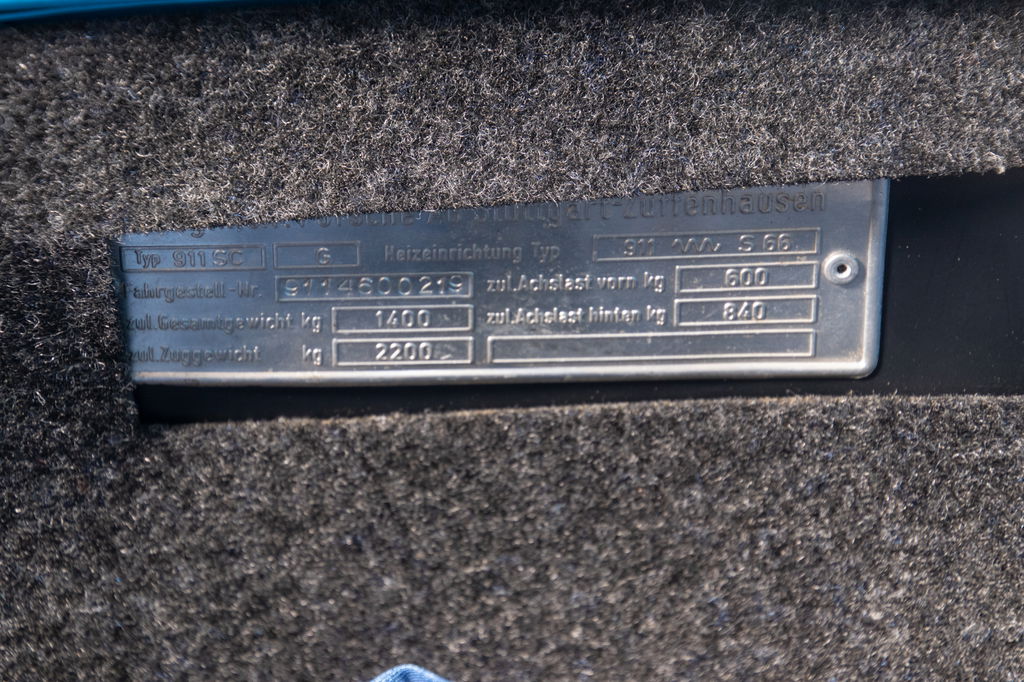 Stuttgart-Zuffenhausen
Typ 911 SC G Heizeinrichtung Typ 911 S 66
Fahrgestell-Nr. 9114600219 zul.Achslast vorn kg 600
zul.Gesamtgewicht kg 1400 zul.Achslast hinten kg 840
zul.Zuggewicht kg 2200